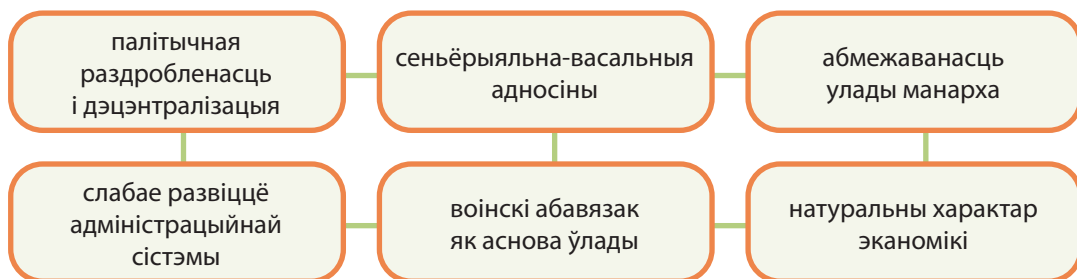 палітычная
раздробленасць
і дэцэнтралізацыя
сеньёрыяльна-васальныя
адносіны
абмежаванасць
улады манарха
слабае развіццё
адміністрацыйнай
сістэмы
воінскі абавязак
як аснова ўлады
натуральны характар
эканомікі